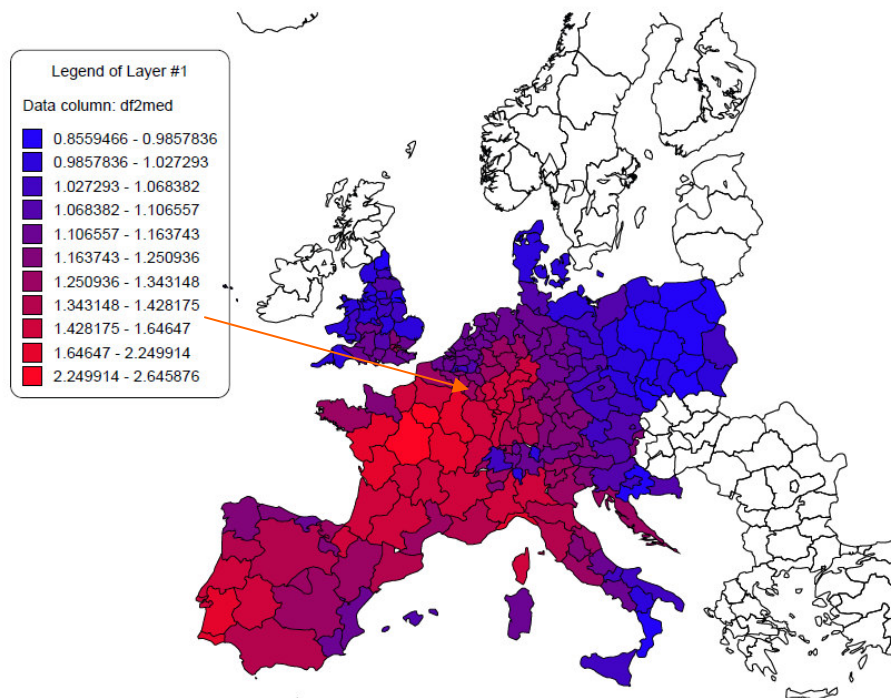 Legend of Layer #1
Data column: df2med
0.8559466 - 0.9857836
0.9857836 - 1.027293
1.027293 - 1.068382
1.068382 - 1.106557
1.106557 - 1.163743
1.163743 - 1.250936
1.250936 - 1.343148
1.343148 - 1.428175
1.428175 - 1.64647
1.64647 - 2.249914
2.249914 - 2.645876